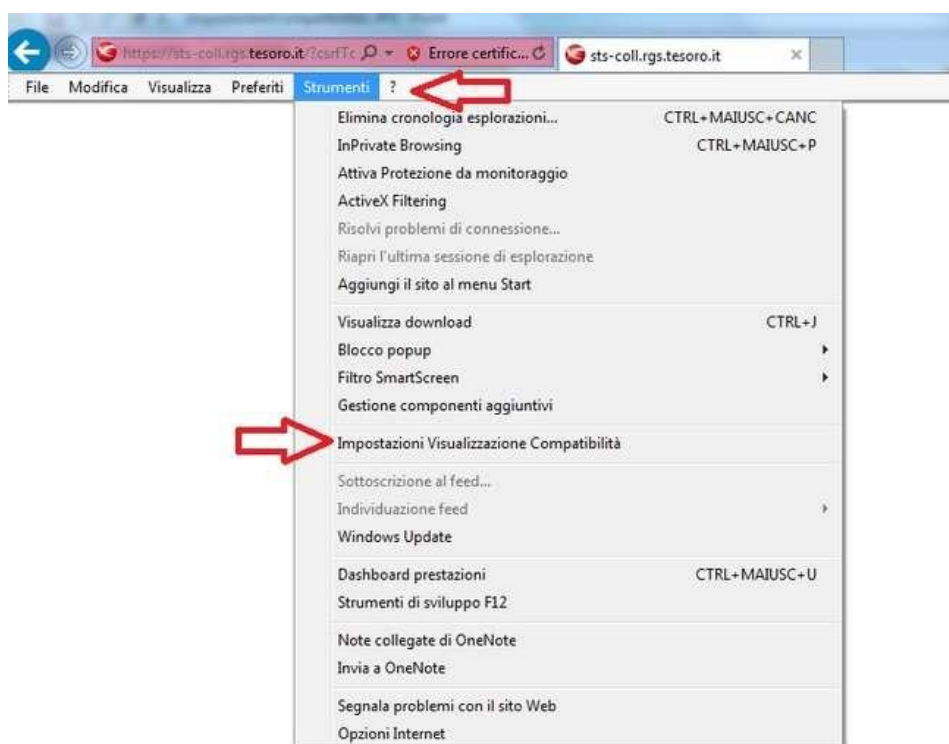 https://sts-coll.rgs.tesoro.it/?csrfTc Errore certific... sts-coll.rgs.tesoro.it
File Modifica Visualizza Preferiti Strumenti ?
Elimina cronologia esplorazioni... CTRL+MAIUSC+CANC
InPrivate Browsing CTRL+MAIUSC+P
Attiva Protezione da monitoraggio
ActiveX Filtering
Risolvi problemi di connessione...
Riapri l'ultima sessione di esplorazione
Aggiungi il sito al menu Start
Visualizza download CTRL+J
Blocco popup
Filtro SmartScreen
Gestione componenti aggiuntivi
Impostazioni Visualizzazione Compatibilità
Sottoscrizione al feed...
Individuazione feed
Windows Update
Dashboard prestazioni CTRL+MAIUSC+U
Strumenti di sviluppo F12
Note collegate di OneNote
Invia a OneNote
Segnala problemi con il sito Web
Opzioni Internet